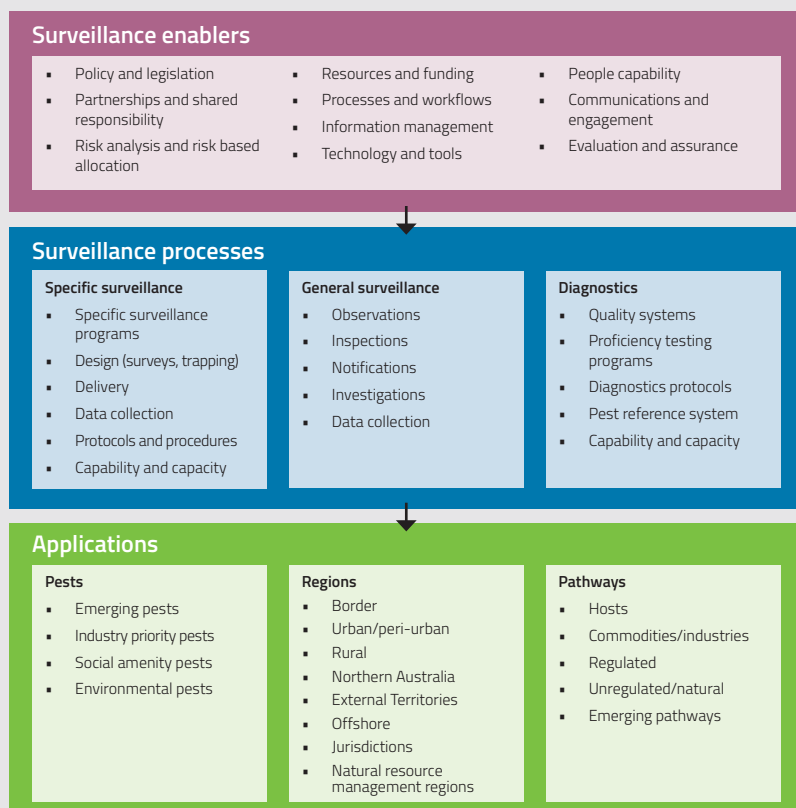 Surveillance enablers
Policy and legislation
Partnerships and shared
responsibility
Risk analysis and risk based
allocation
Resources and funding
Processes and workflows
Information management
Technology and tools
People capability
Communications and
engagement
Evaluation and assurance
Surveillance processes
Specific surveillance
Specific surveillance
programs
Design (surveys, trapping)
Delivery
Data collection
Protocols and procedures
Capability and capacity
General surveillance
Observations
Inspections
Notifications
Investigations
Data collection
Diagnostics
Quality systems
Proficiency testing
programs
Diagnostics protocols
Pest reference system
Capability and capacity
Applications
Pests
Emerging pests
Industry priority pests
Social amenity pests
Environmental pests
Regions
Border
Urban/peri-urban
Rural
Northern Australia
External Territories
Offshore
Jurisdictions
Natural resource
management regions
Pathways
Hosts
Commodities/industries
Regulated
Unregulated/natural
Emerging pathways